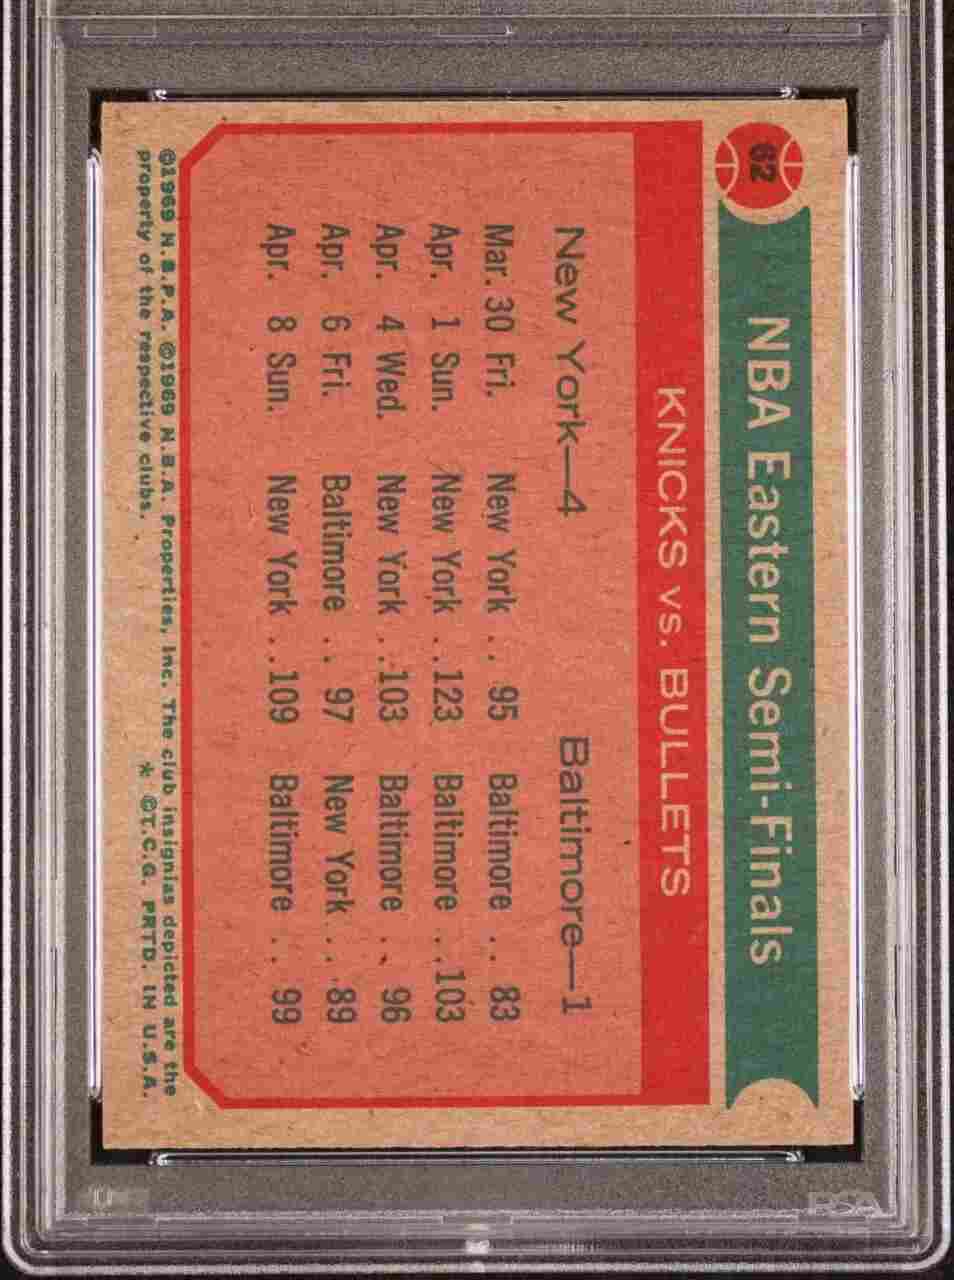 62
NBA Eastern Semi-Finals
KNICKS vs. BULLETS
New York—4 Baltimore—1
Mar. 30 Fri. New York . . 95 Baltimore . . 83
Apr. 1 Sun. New York . . 123 Baltimore . . 103
Apr. 4 Wed. New York . . 103 Baltimore . . 96
Apr. 6 Fri. Baltimore . . 97 New York . . 89
Apr. 8 Sun. New York . . 109 Baltimore . . 99
©1969 N.B.P.A. ©1969 N.B.A. Properties, Inc. The club insignias depicted are the
property of the respective clubs. * ©T.C.G. PRTD. IN U.S.A.
PSA